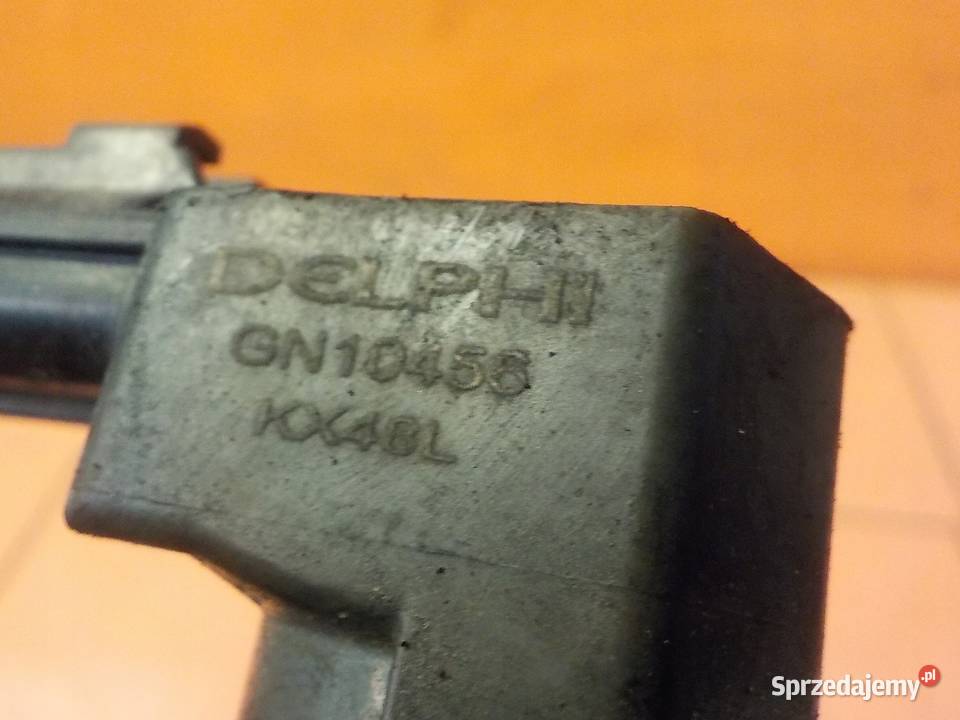 DELPHI
GN10456
KX48L
Sprzedajemy.pl